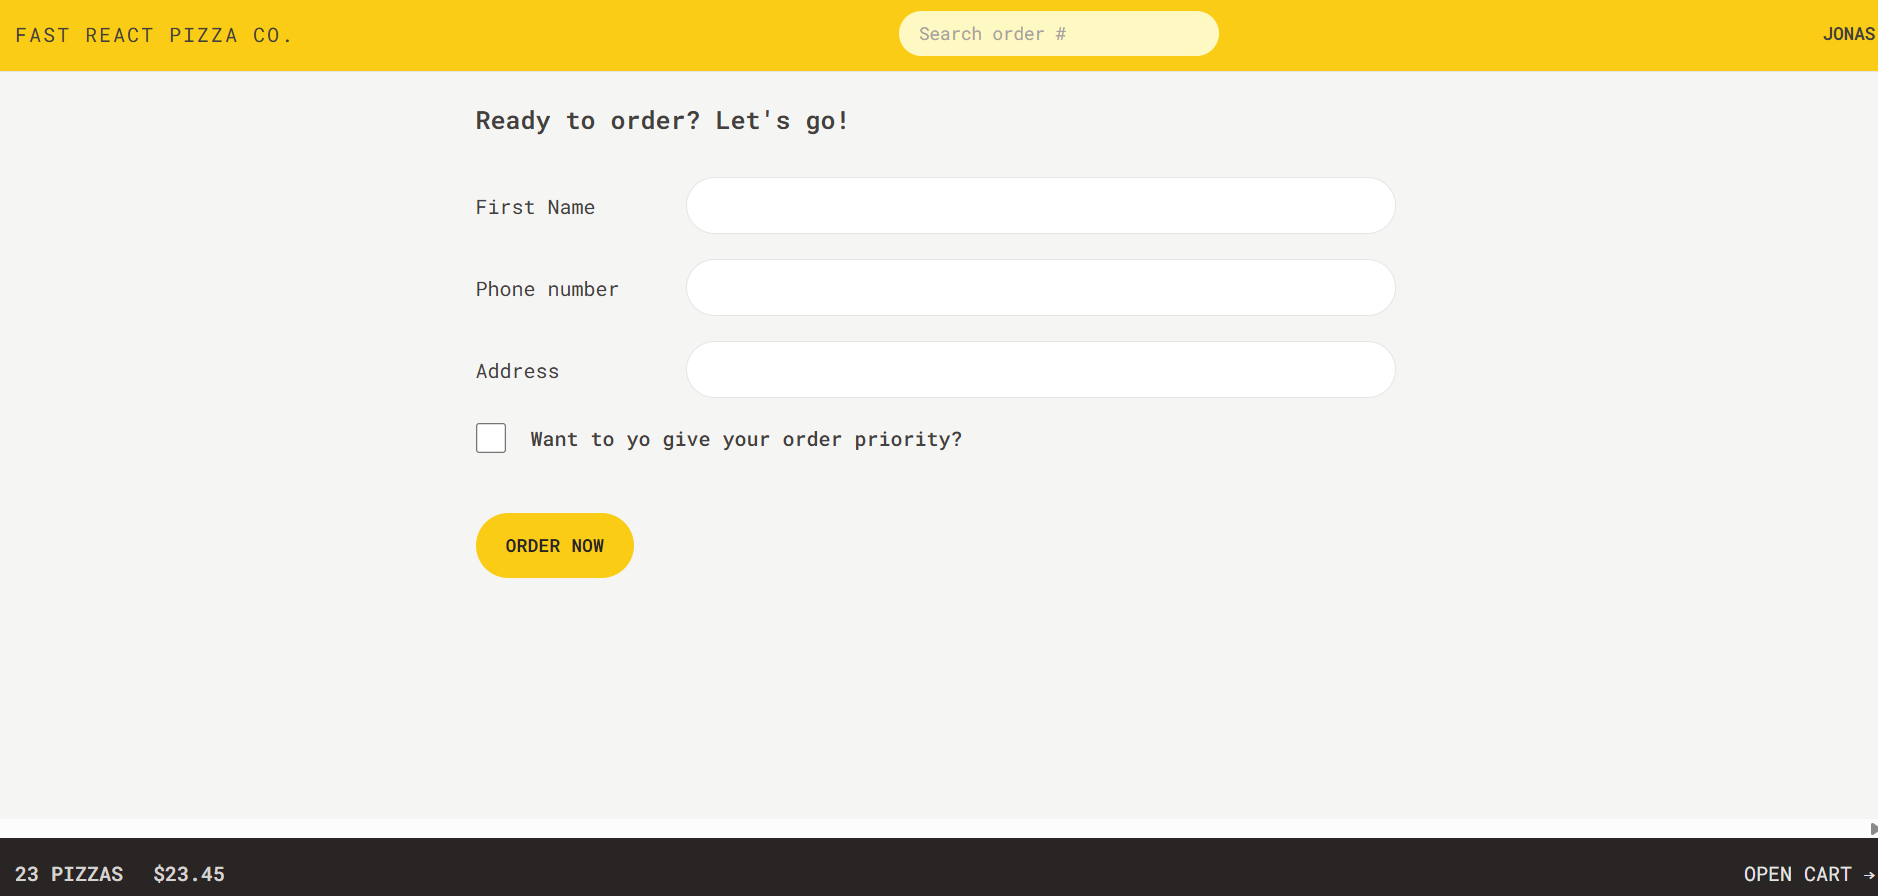 FAST REACT PIZZA CO.
Search order #
JONAS
Ready to order? Let's go!
First Name
Phone number
Address
Want to yo give your order priority?
ORDER NOW
23 PIZZAS $23.45
OPEN CART →